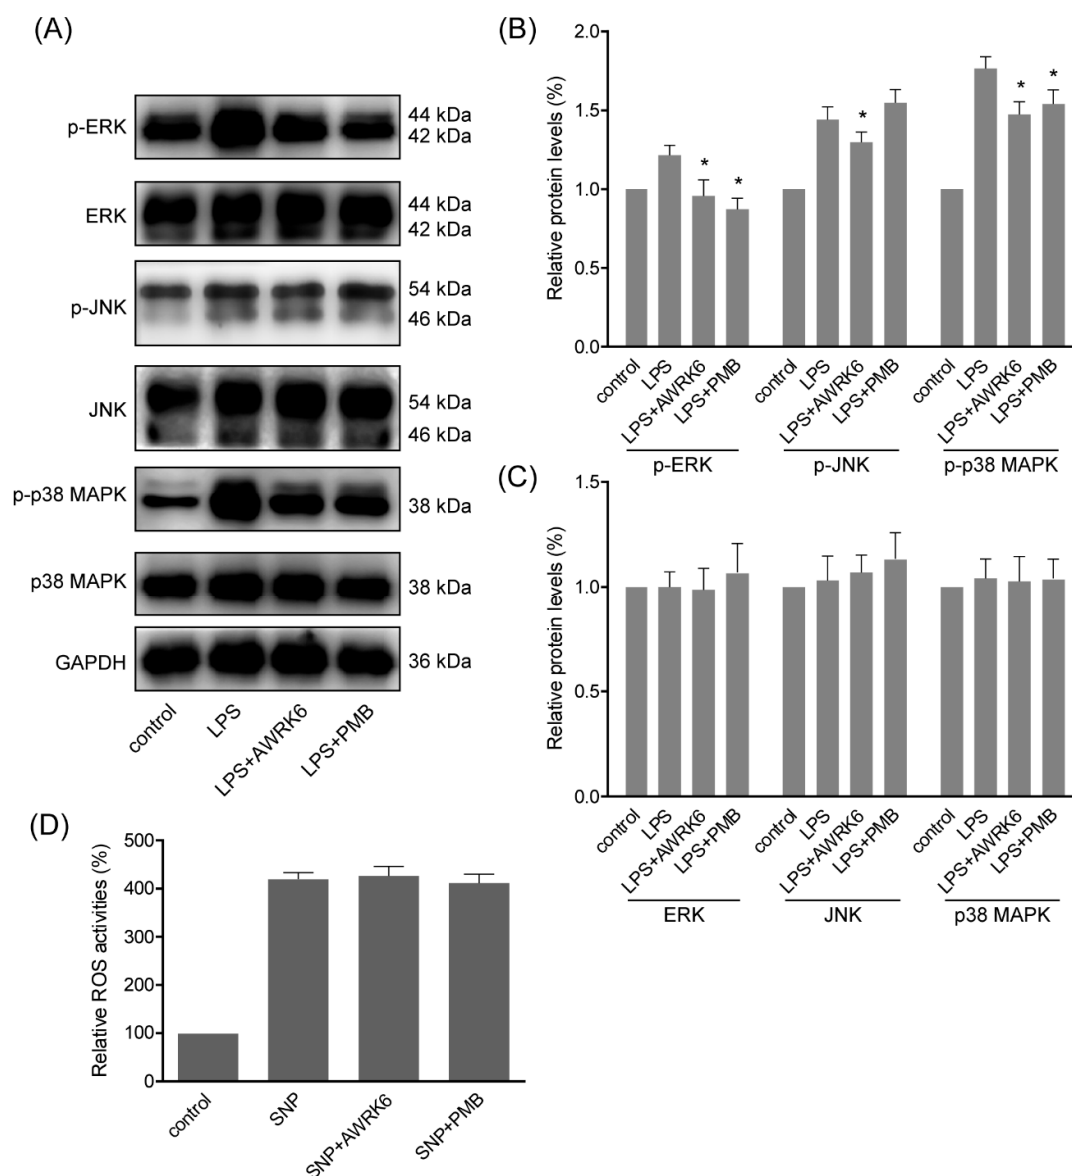 (A)
p-ERK
44 kDa
42 kDa
ERK
44 kDa
42 kDa
p-JNK
54 kDa
46 kDa
JNK
54 kDa
46 kDa
p-p38 MAPK
38 kDa
p38 MAPK
38 kDa
GAPDH
36 kDa
control
LPS
LPS+AWRK6
LPS+PMB
(B)
Relative protein levels (%)
2.0
1.5
1.0
0.5
0.0
* * * * *
control
LPS
LPS+AWRK6
LPS+PMB
control
LPS
LPS+AWRK6
LPS+PMB
control
LPS
LPS+AWRK6
LPS+PMB
p-ERK
p-JNK
p-p38 MAPK
(C)
Relative protein levels (%)
1.5
1.0
0.5
0.0
control
LPS
LPS+AWRK6
LPS+PMB
control
LPS
LPS+AWRK6
LPS+PMB
control
LPS
LPS+AWRK6
LPS+PMB
ERK
JNK
p38 MAPK
(D)
Relative ROS activities (%)
500
400
300
200
100
0
control
SNP
SNP+AWRK6
SNP+PMB